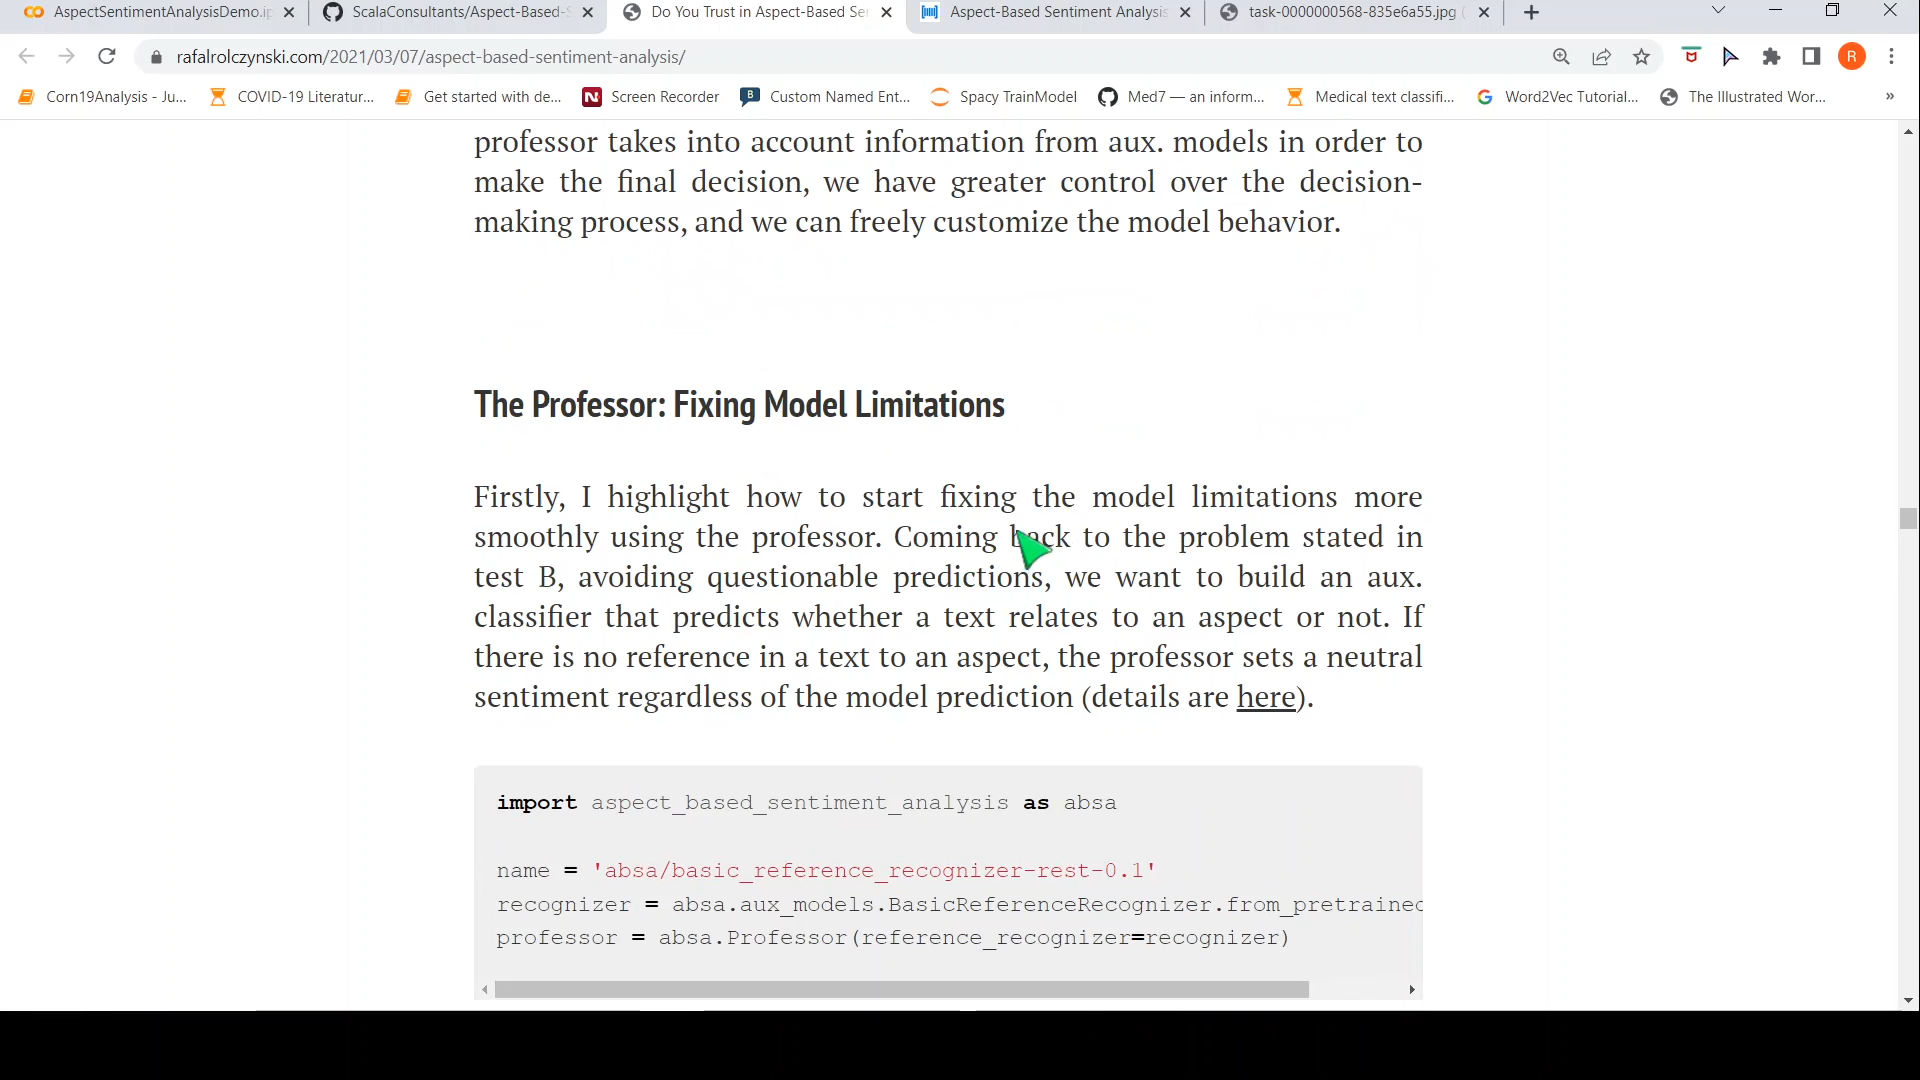 AspectSentimentAnalysisDemo.ip
ScalaConsultants/Aspect-Based-S
Do You Trust in Aspect-Based Ser
Aspect-Based Sentiment Analysis
task-0000000568-835e6a55.jpg (
rafalrolczynski.com/2021/03/07/aspect-based-sentiment-analysis/
R
Corn19Analysis - Ju...
COVID-19 Literatur...
Get started with de...
N
Screen Recorder
B
Custom Named Ent...
Spacy TrainModel
Med7 — an inform...
Medical text classifi...
G
Word2Vec Tutorial...
The Illustrated Wor...
»
professor takes into account information from aux. models in order to
make the final decision, we have greater control over the decision-
making process, and we can freely customize the model behavior.
The Professor: Fixing Model Limitations
Firstly, I highlight how to start fixing the model limitations more
smoothly using the professor. Coming back to the problem stated in
test B, avoiding questionable predictions, we want to build an aux.
classifier that predicts whether a text relates to an aspect or not. If
there is no reference in a text to an aspect, the professor sets a neutral
sentiment regardless of the model prediction (details are here).
import aspect_based_sentiment_analysis as absa
name = 'absa/basic_reference_recognizer-rest-0.1'
recognizer = absa.aux_models.BasicReferenceRecognizer.from_pretrained
professor = absa.Professor(reference_recognizer=recognizer)